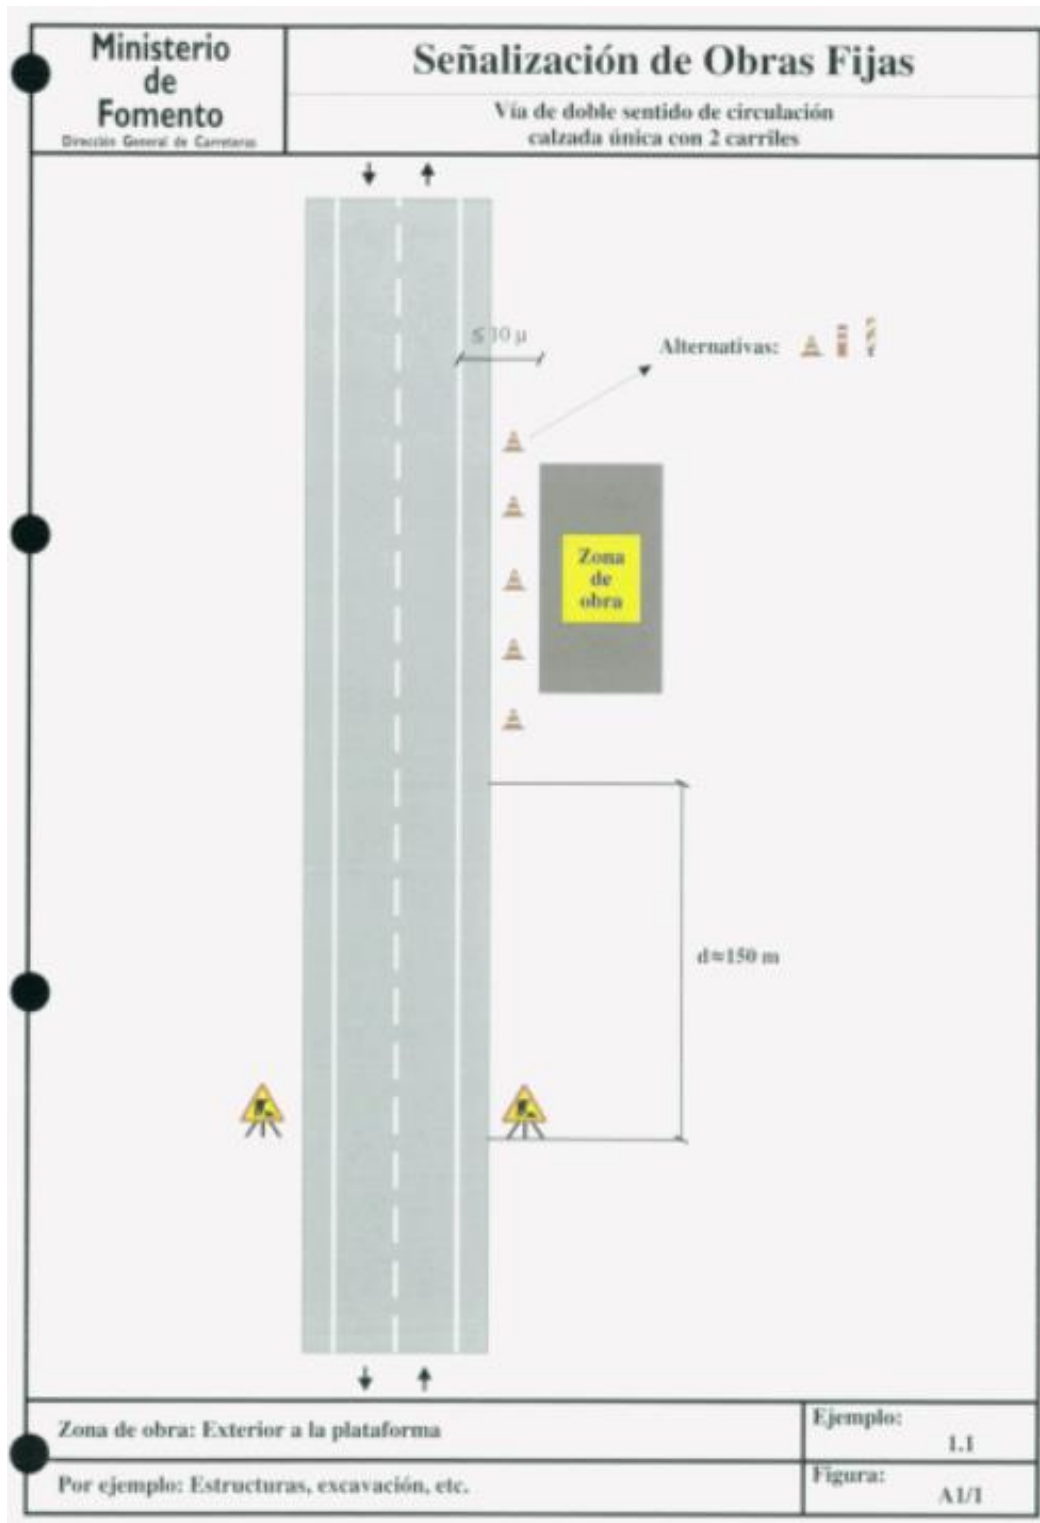 Ministerio
de
Fomento
Dirección General de Carreteras
Señalización de Obras Fijas
Vía de doble sentido de circulación
calzada única con 2 carriles
≤ 10 µ
Alternativas:
Zona
de
obra
d≈150 m
Zona de obra: Exterior a la plataforma
Ejemplo:
1.1
Por ejemplo: Estructuras, excavación, etc.
Figura:
A1/1